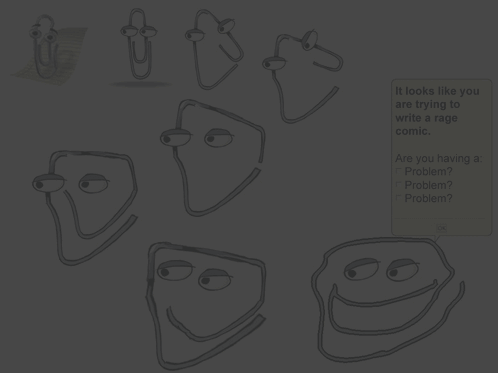 It looks like you
are trying to
write a rage
comic.
Are you having a:
Problem?
Problem?
Problem?